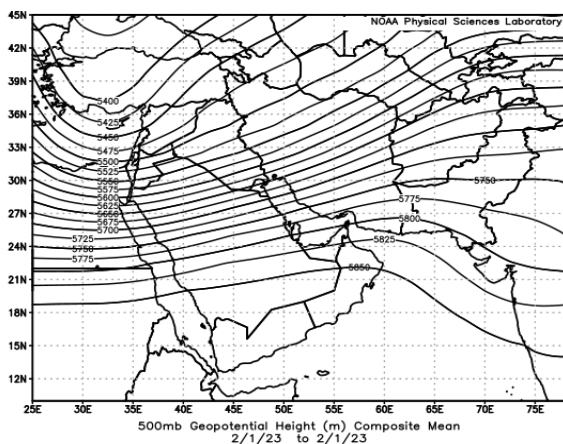 NOAA Physical Sciences Laboratory
45N
42N
39N
36N
33N
30N
27N
24N
21N
18N
15N
12N
5400
5425
5450
5475
5500
5525
5550
5575
5600
5625
5650
5675
5700
5725
5750
5775
5750
5775
5800
5825
5850
L
25E 30E 35E 40E 45E 50E 55E 60E 65E 70E 75E
500mb Geopotential Height (m) Composite Mean
2/1/23 to 2/1/23